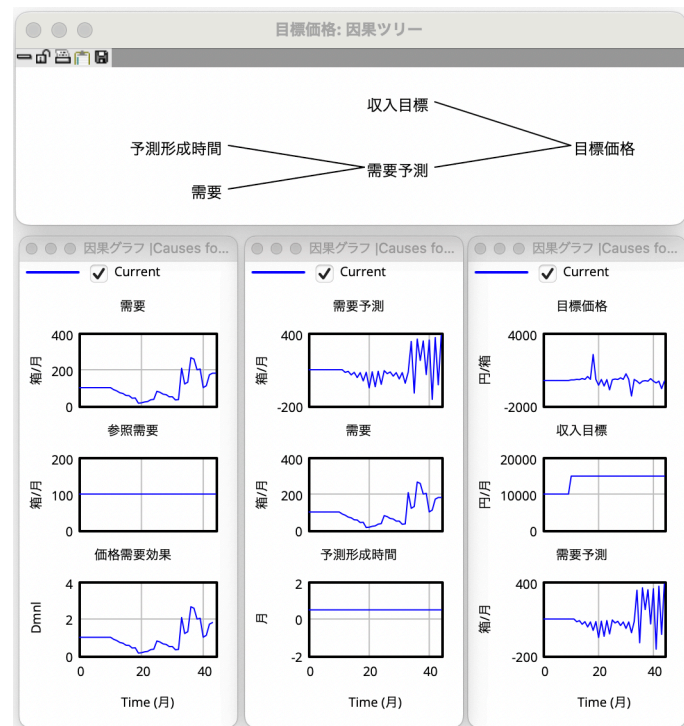 目標価格: 因果ツリー
収入目標
予測形成時間
目標価格
需要予測
需要
因果グラフ |Causes fo...
Current
需要
400
200
0
箱/月
参照需要
200
100
0
箱/月
価格需要効果
4
2
0
Dmnl
0
20
40
Time (月)
因果グラフ |Causes fo...
Current
需要予測
400
-200
箱/月
需要
400
200
0
箱/月
予測形成時間
2
0
-2
月
0
20
40
Time (月)
因果グラフ |Causes fo...
Current
目標価格
4000
-2000
円/箱
収入目標
20000
10000
0
円/月
需要予測
400
-200
箱/月
0
20
40
Time (月)